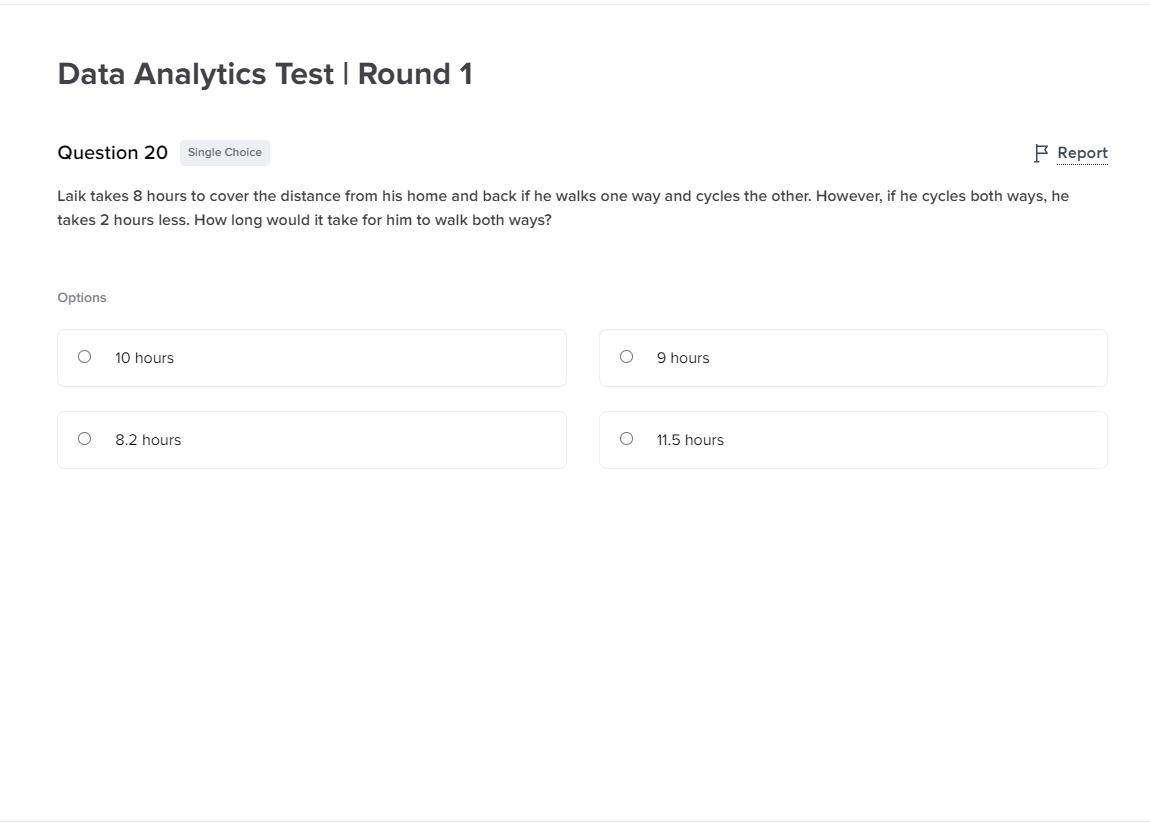 Data Analytics Test | Round 1
Question 20 Single Choice Report
Laik takes 8 hours to cover the distance from his home and back if he walks one way and cycles the other. However, if he cycles both ways, he
takes 2 hours less. How long would it take for him to walk both ways?
Options
10 hours
9 hours
8.2 hours
11.5 hours